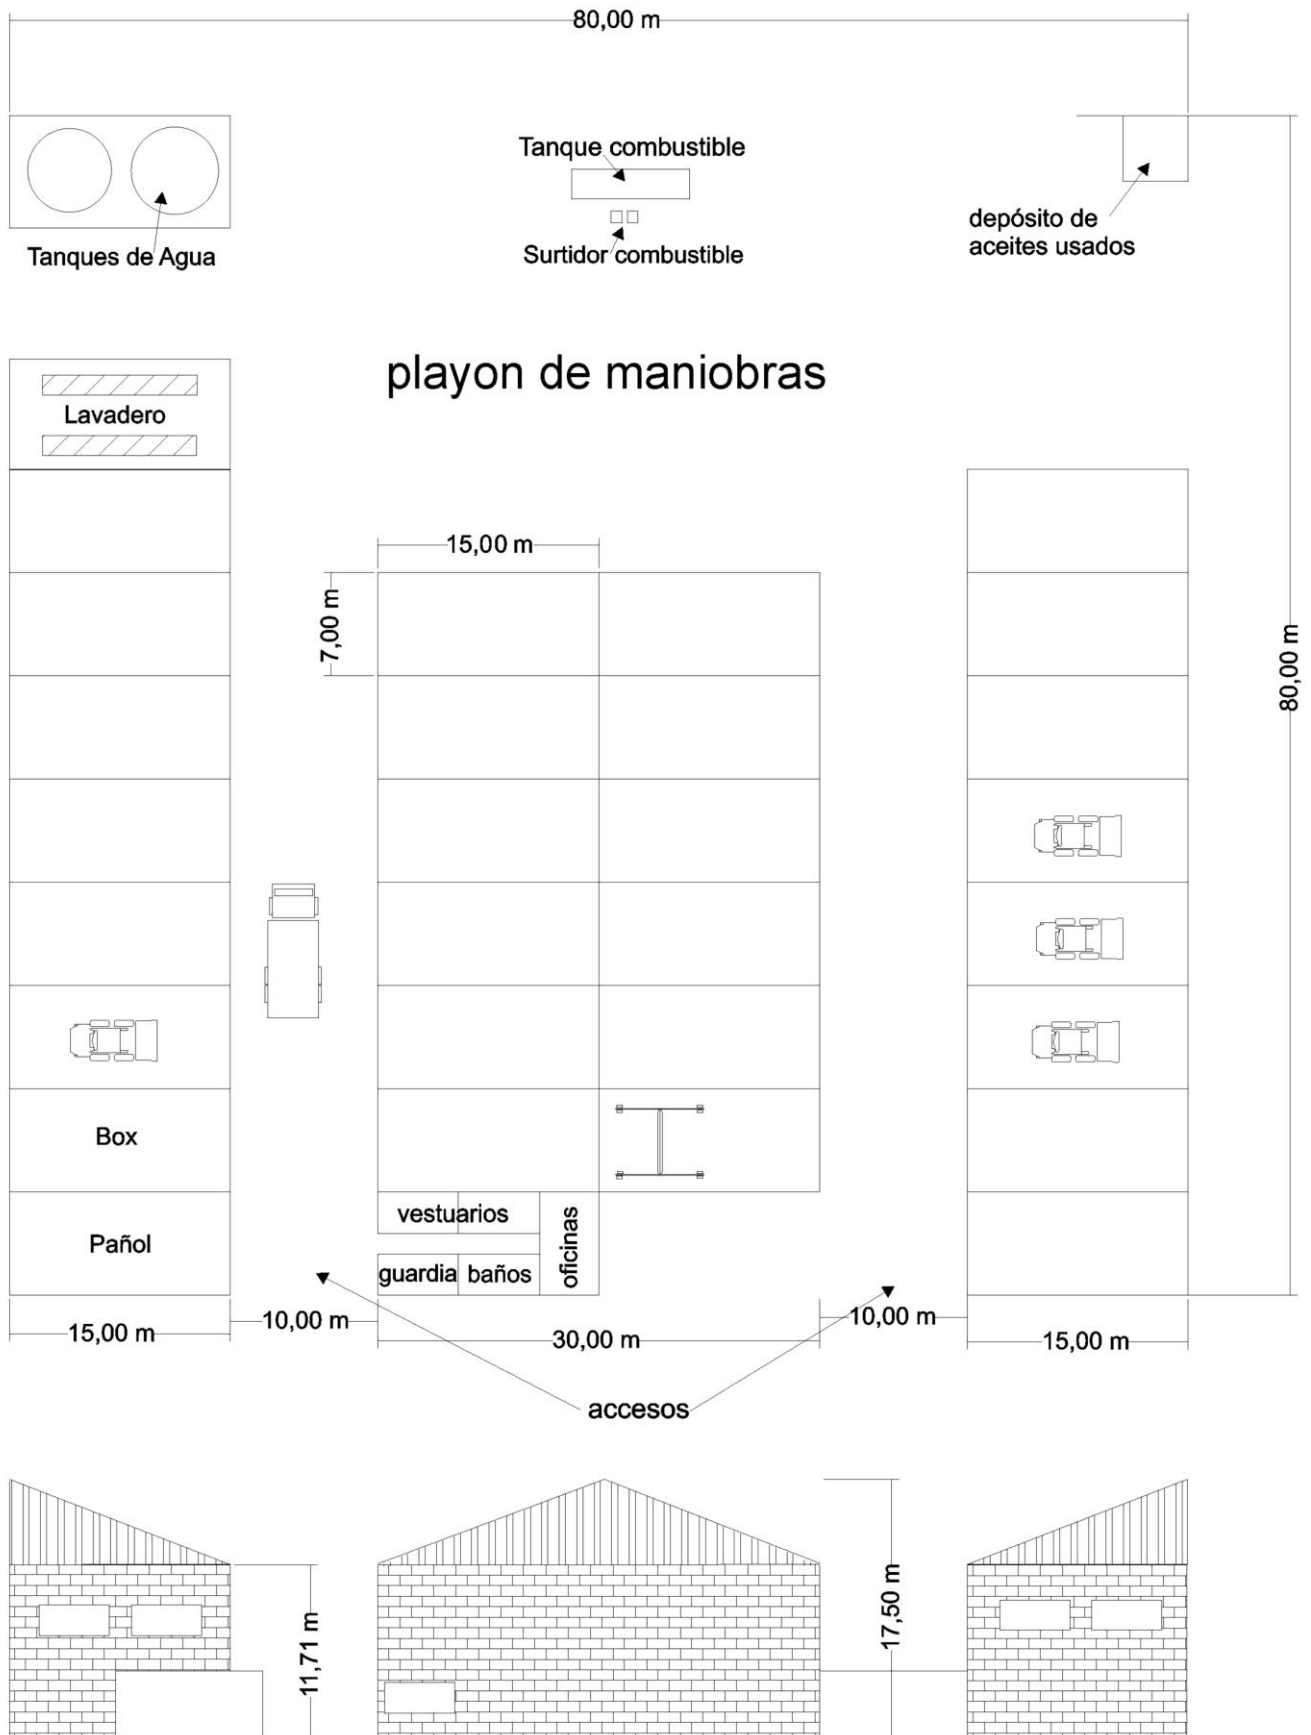 80,00 m
Tanque combustible
Surtidor combustible
Tanques de Agua
depósito de
aceites usados
playon de maniobras
Lavadero
15,00 m
7,00 m
80,00 m
Box
Pañol
vestuarios
oficinas
guardia
baños
15,00 m
10,00 m
30,00 m
10,00 m
15,00 m
accesos
11,71 m
17,50 m